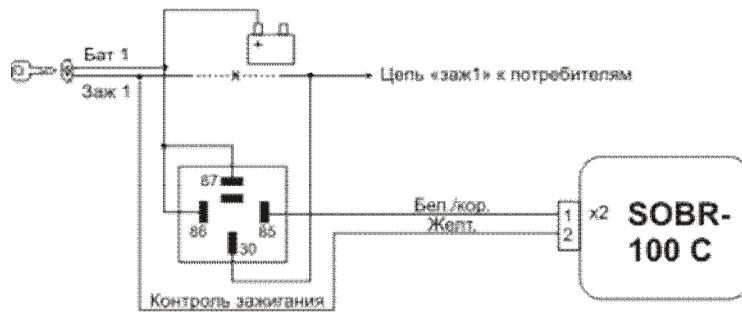 Бат 1
+
Заж 1
Цепь «заж1» к потребителям
87
86
85
30
Бел./кор.
Желт.
1
2
x2
SOBR-
100 C
Контроль зажигания